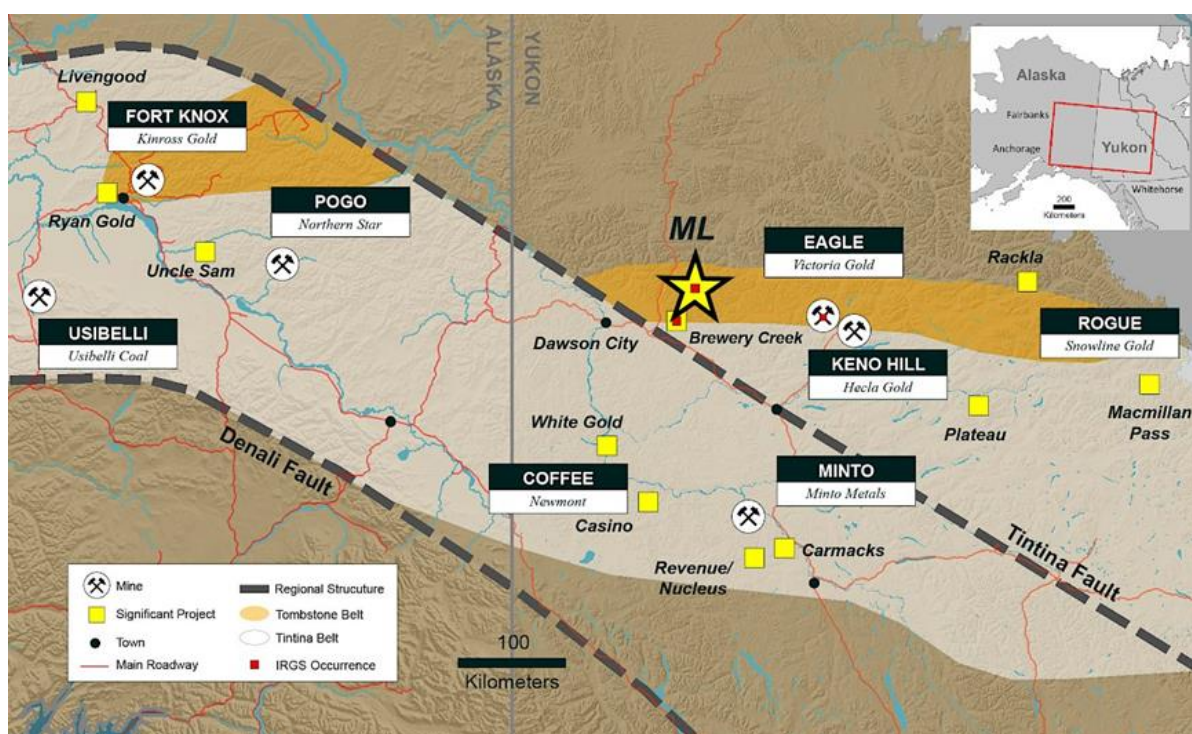 ALASKA
YUKON
Livengood
FORT KNOX
Kinross Gold
Ryan Gold
POGO
Northern Star
Uncle Sam
USIBELLI
Usibelli Coal
Denali Fault
ML
EAGLE
Victoria Gold
Rackla
Dawson City
Brewery Creek
ROGUE
Snowline Gold
KENO HILL
Hecla Gold
Macmillan
Pass
Plateau
White Gold
COFFEE
Newmont
Casino
MINTO
Minto Metals
Carmacks
Revenue/
Nucleus
Tintina Fault
Mine
Significant Project
Town
Main Roadway
Regional Strucuture
Tombstone Belt
Tintina Belt
IRGS Occurrence
100
Kilometers
Alaska
Fairbanks
Anchorage
Yukon
Whitehorse
200
Kilometers